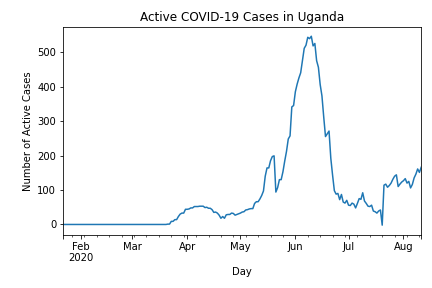 Active COVID-19 Cases in Uganda
Number of Active Cases
500
400
300
200
100
0
Feb Mar Apr May Jun Jul Aug
2020
Day